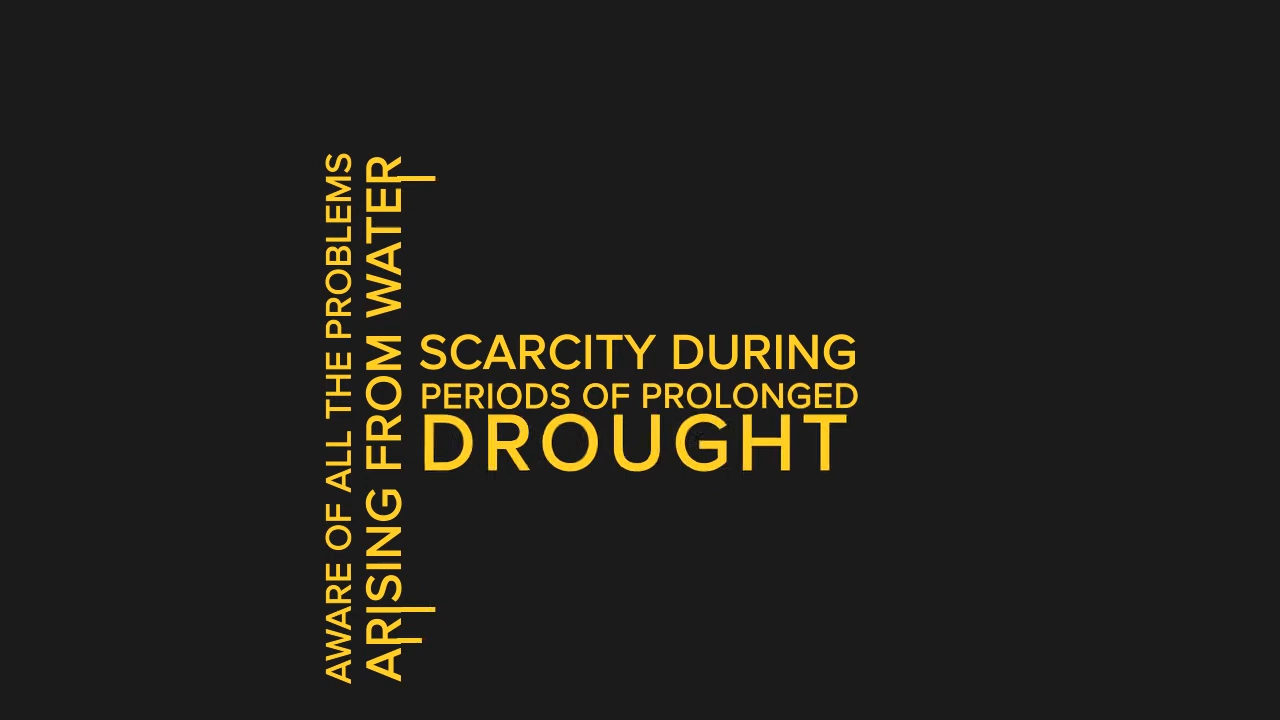 AWARE OF ALL THE PROBLEMS
ARISING FROM WATER
SCARCITY DURING
PERIODS OF PROLONGED
DROUGHT